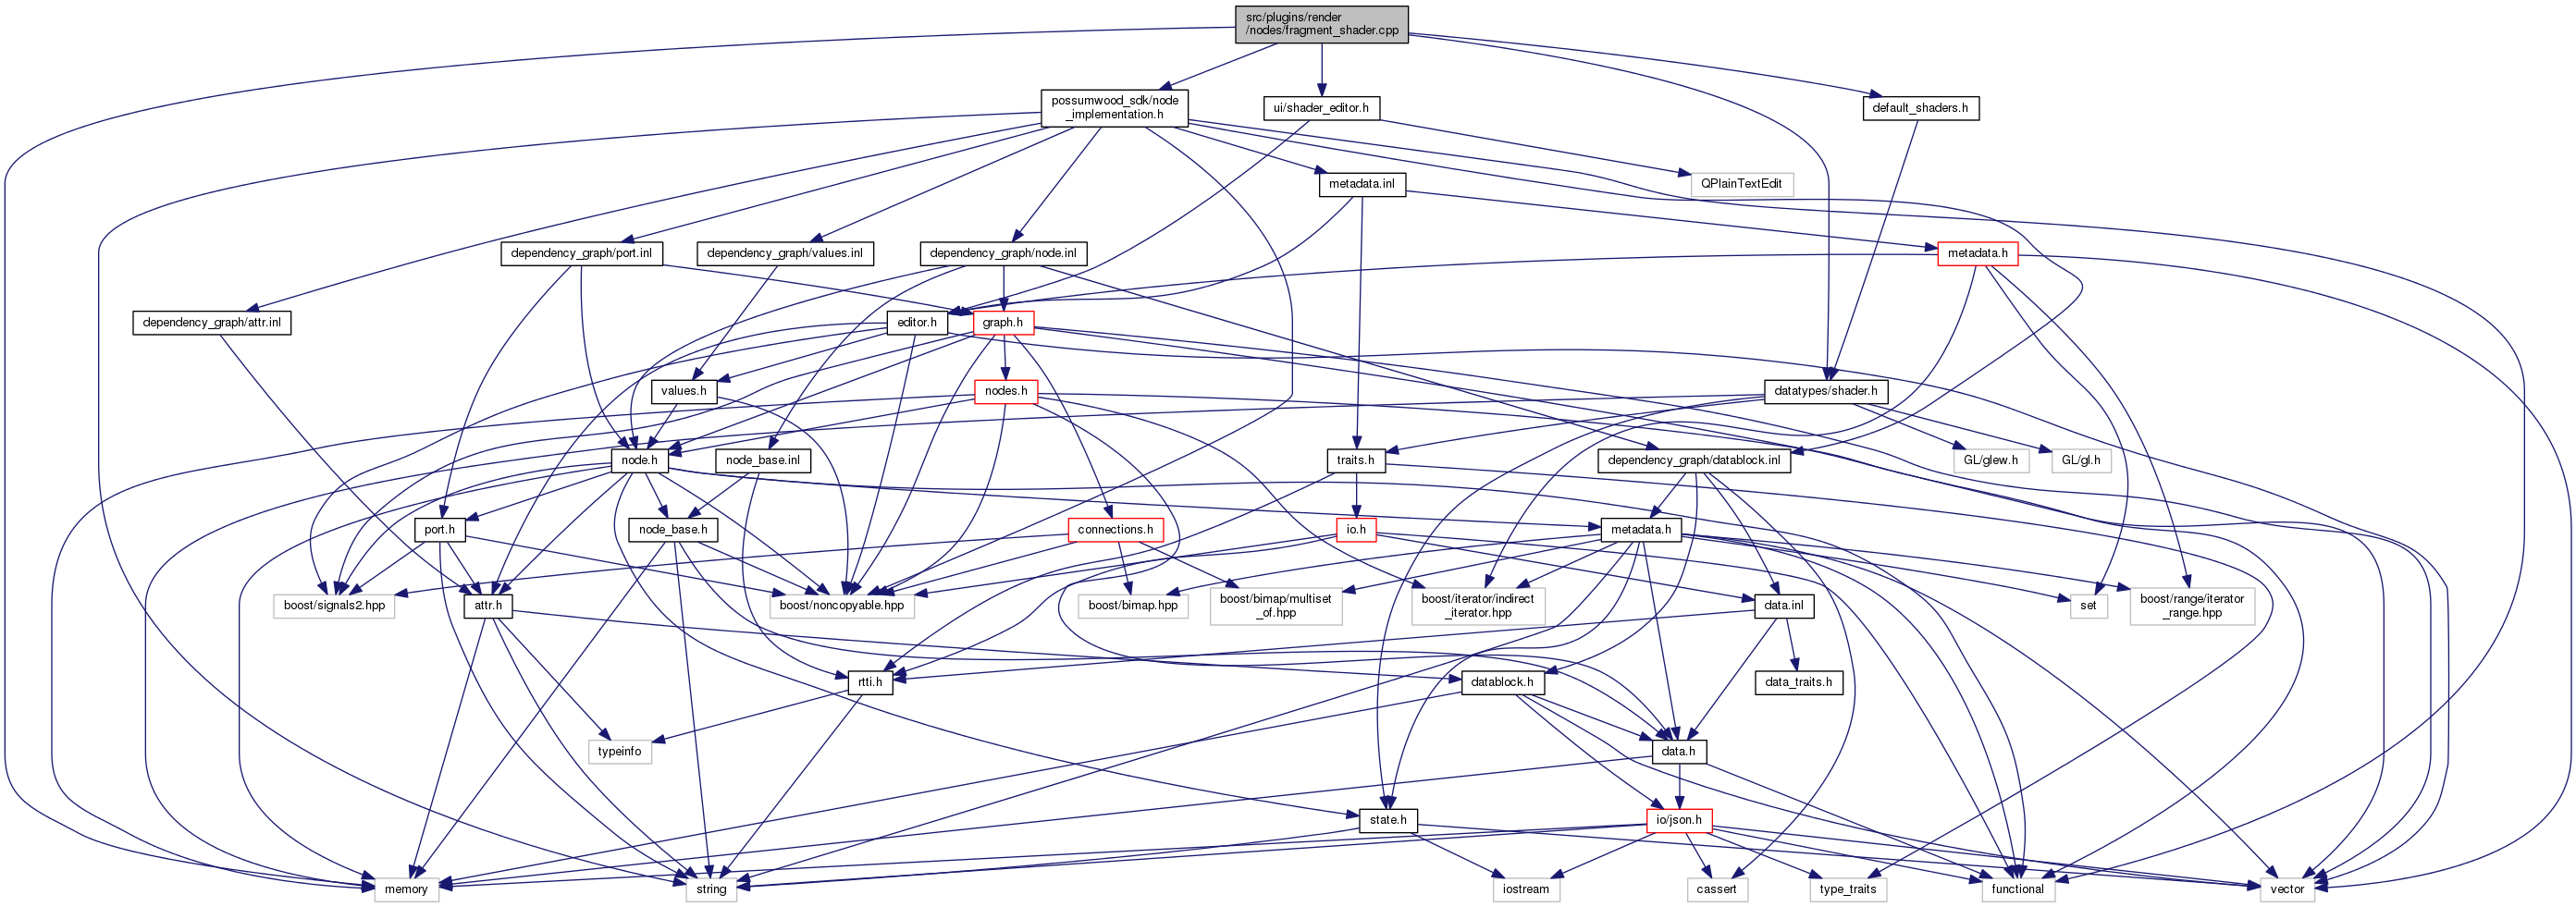 src/plugins/render
/nodes/fragment_shader.cpp
possumwood_sdk/node
_implementation.h
ui/shader_editor.h
default_shaders.h
metadata.inl
QPlainTextEdit
dependency_graph/port.inl
dependency_graph/values.inl
dependency_graph/node.inl
metadata.h
dependency_graph/attr.inl
editor.h
graph.h
values.h
nodes.h
datatypes/shader.h
node.h
node_base.inl
traits.h
dependency_graph/datablock.inl
GL/glew.h
GL/gl.h
port.h
node_base.h
connections.h
io.h
metadata.h
boost/signals2.hpp
attr.h
boost/noncopyable.hpp
boost/bimap.hpp
boost/bimap/multiset
_of.hpp
boost/iterator/indirect
_iterator.hpp
data.inl
set
boost/range/iterator
_range.hpp
rtti.h
datablock.h
data_traits.h
typeinfo
data.h
state.h
io/json.h
memory
string
iostream
cassert
type_traits
functional
vector